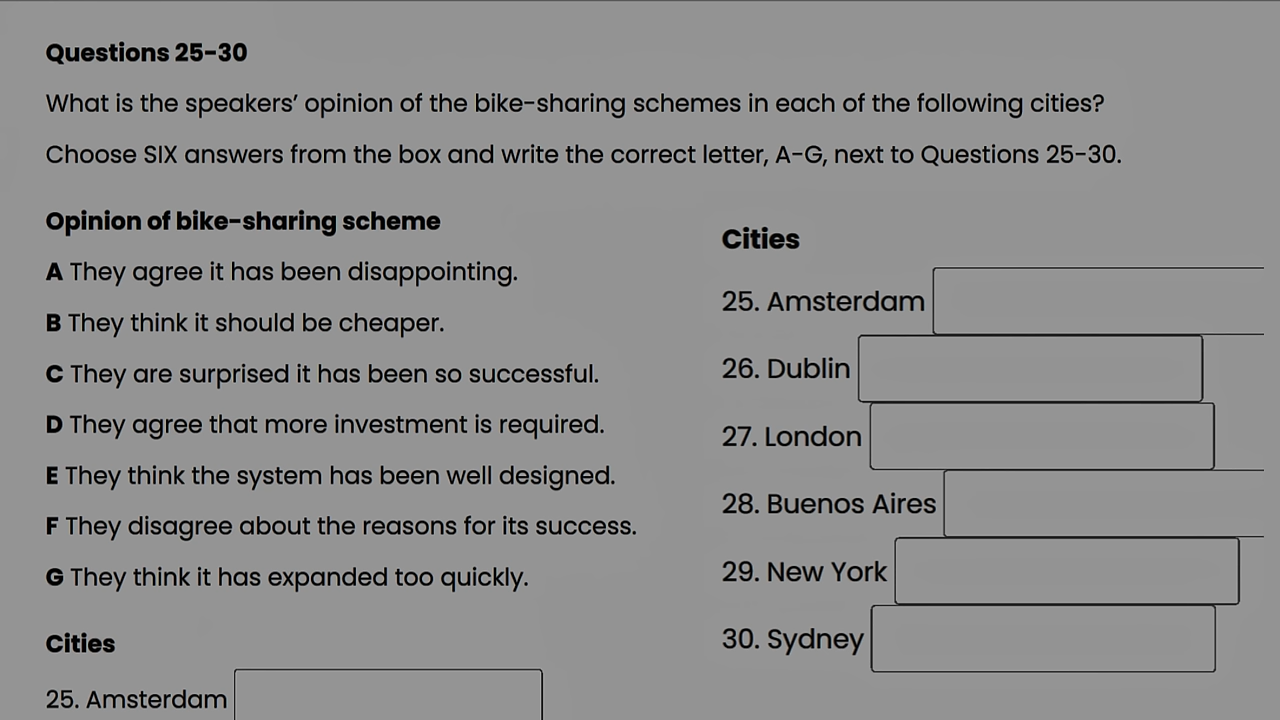 Questions 25-30
What is the speakers’ opinion of the bike-sharing schemes in each of the following cities?
Choose SIX answers from the box and write the correct letter, A-G, next to Questions 25-30.
Opinion of bike-sharing scheme
A They agree it has been disappointing.
B They think it should be cheaper.
C They are surprised it has been so successful.
D They agree that more investment is required.
E They think the system has been well designed.
F They disagree about the reasons for its success.
G They think it has expanded too quickly.
Cities
25. Amsterdam
Cities
25. Amsterdam
26. Dublin
27. London
28. Buenos Aires
29. New York
30. Sydney